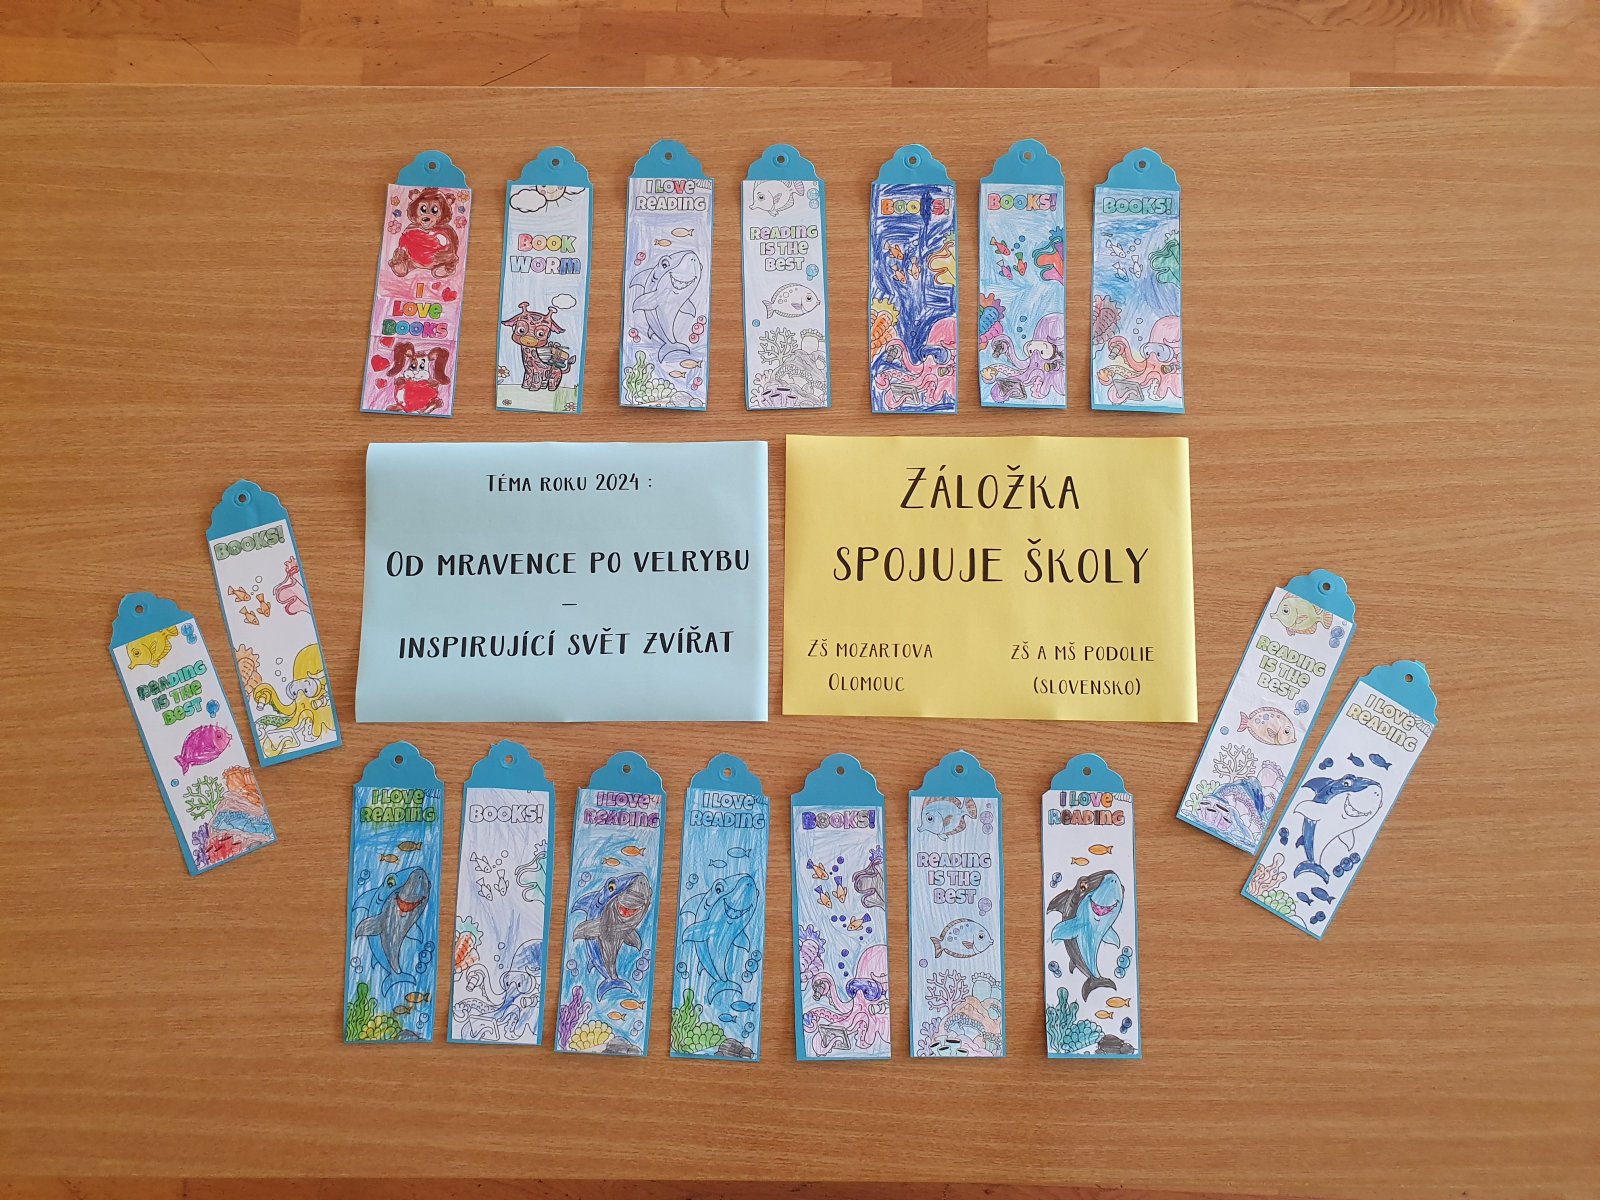 I LOVE BOOKS
BOOK WORM
I LOVE READING
READING IS THE BEST
BOOKS!
BOOKS!
BOOKS!
TÉMA ROKU 2024 :
OD MRAVENCE PO VELRYBU
–
INSPIRUJÍCÍ SVĚT ZVÍŘAT
ZÁLOŽKA
SPOJUJE ŠKOLY
ZŠ MOZARTOVA
OLOMOUC
ZŠ A MŠ PODOLIE
(SLOVENSKO)
READING IS THE BEST
BOOKS!
READING IS THE BEST
I LOVE READING
I LOVE READING
BOOKS!
I LOVE READING
I LOVE READING
BOOKS!
READING IS THE BEST
I LOVE READING